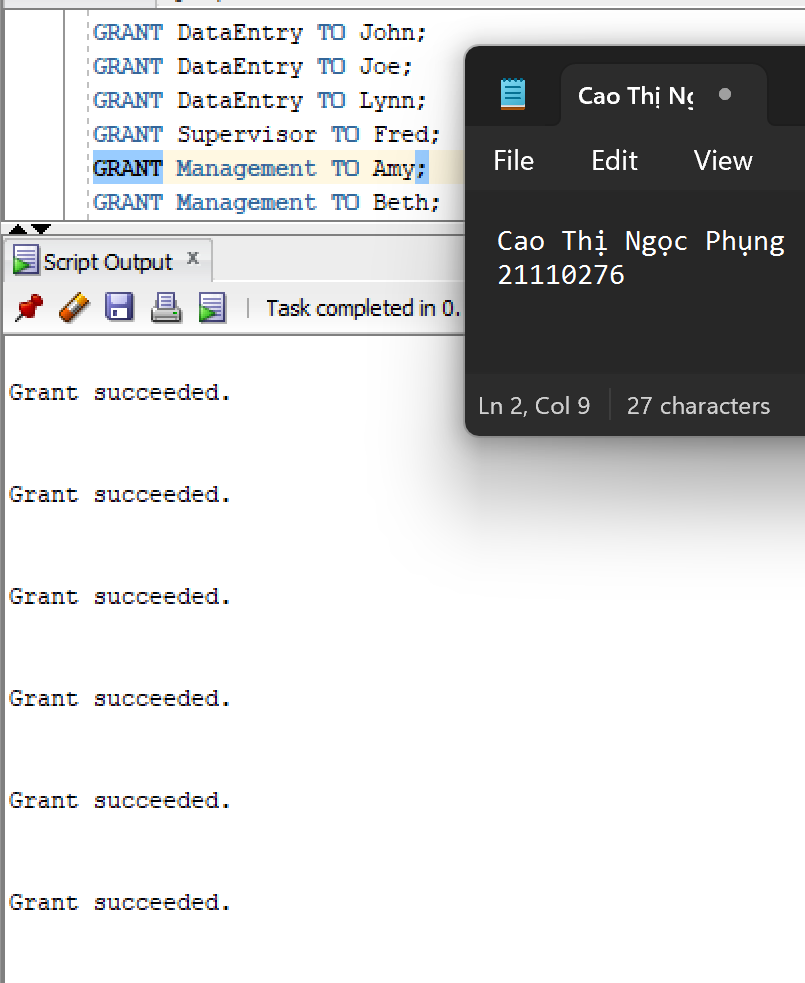 GRANT DataEntry TO John;
GRANT DataEntry TO Joe;
GRANT DataEntry TO Lynn;
GRANT Supervisor TO Fred;
GRANT Management TO Amy;
GRANT Management TO Beth;
Script Output x
Task completed in 0.
Grant succeeded.
Grant succeeded.
Grant succeeded.
Grant succeeded.
Grant succeeded.
Grant succeeded.
Cao Thị Ng
File Edit View
Cao Thị Ngọc Phụng
21110276
Ln 2, Col 9 27 characters